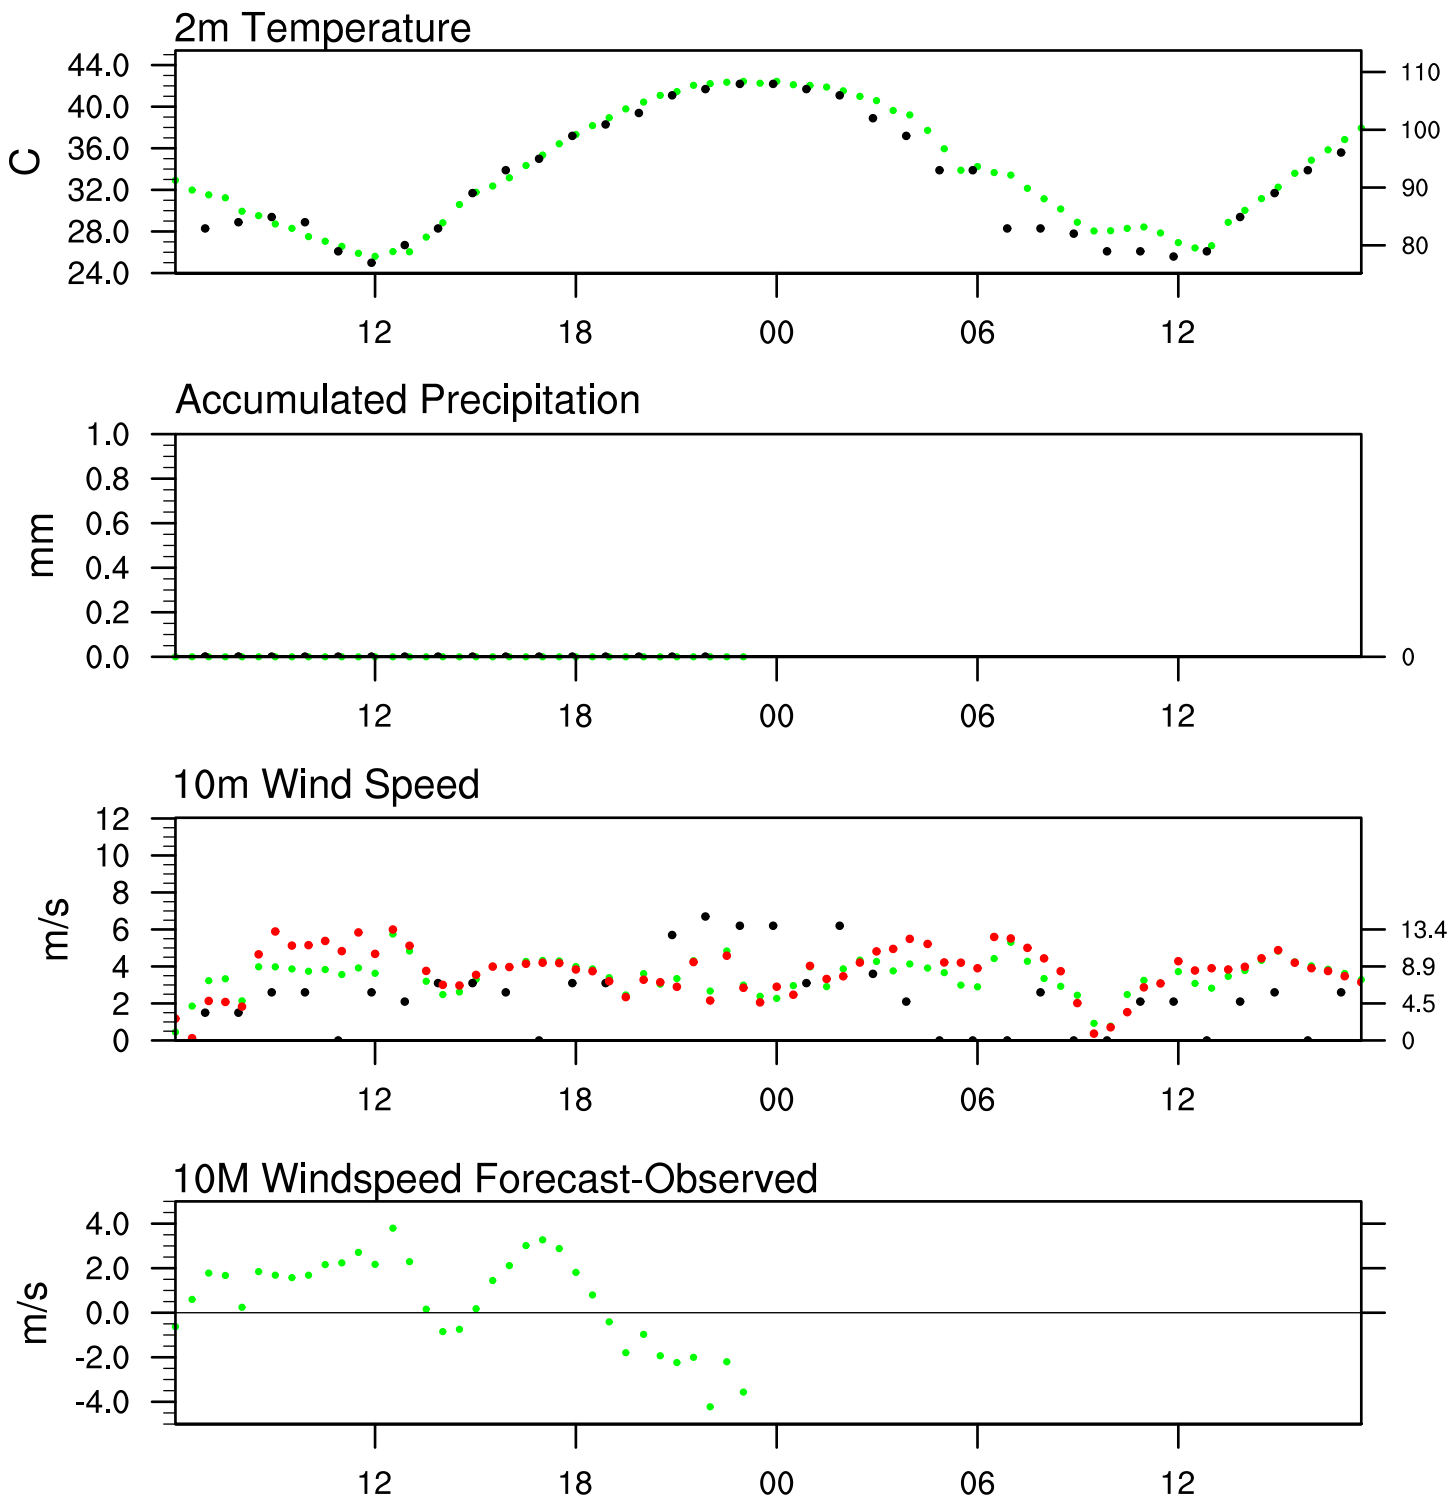 2m Temperature
44.0
40.0
36.0
32.0
28.0
24.0
C
110
100
90
80
12 18 00 06 12
Accumulated Precipitation
1.0
0.8
0.6
0.4
0.2
0.0
mm
0
12 18 00 06 12
10m Wind Speed
12
10
8
6
4
2
0
m/s
13.4
8.9
4.5
0
12 18 00 06 12
10M Windspeed Forecast-Observed
4.0
2.0
0.0
-2.0
-4.0
m/s
12 18 00 06 12